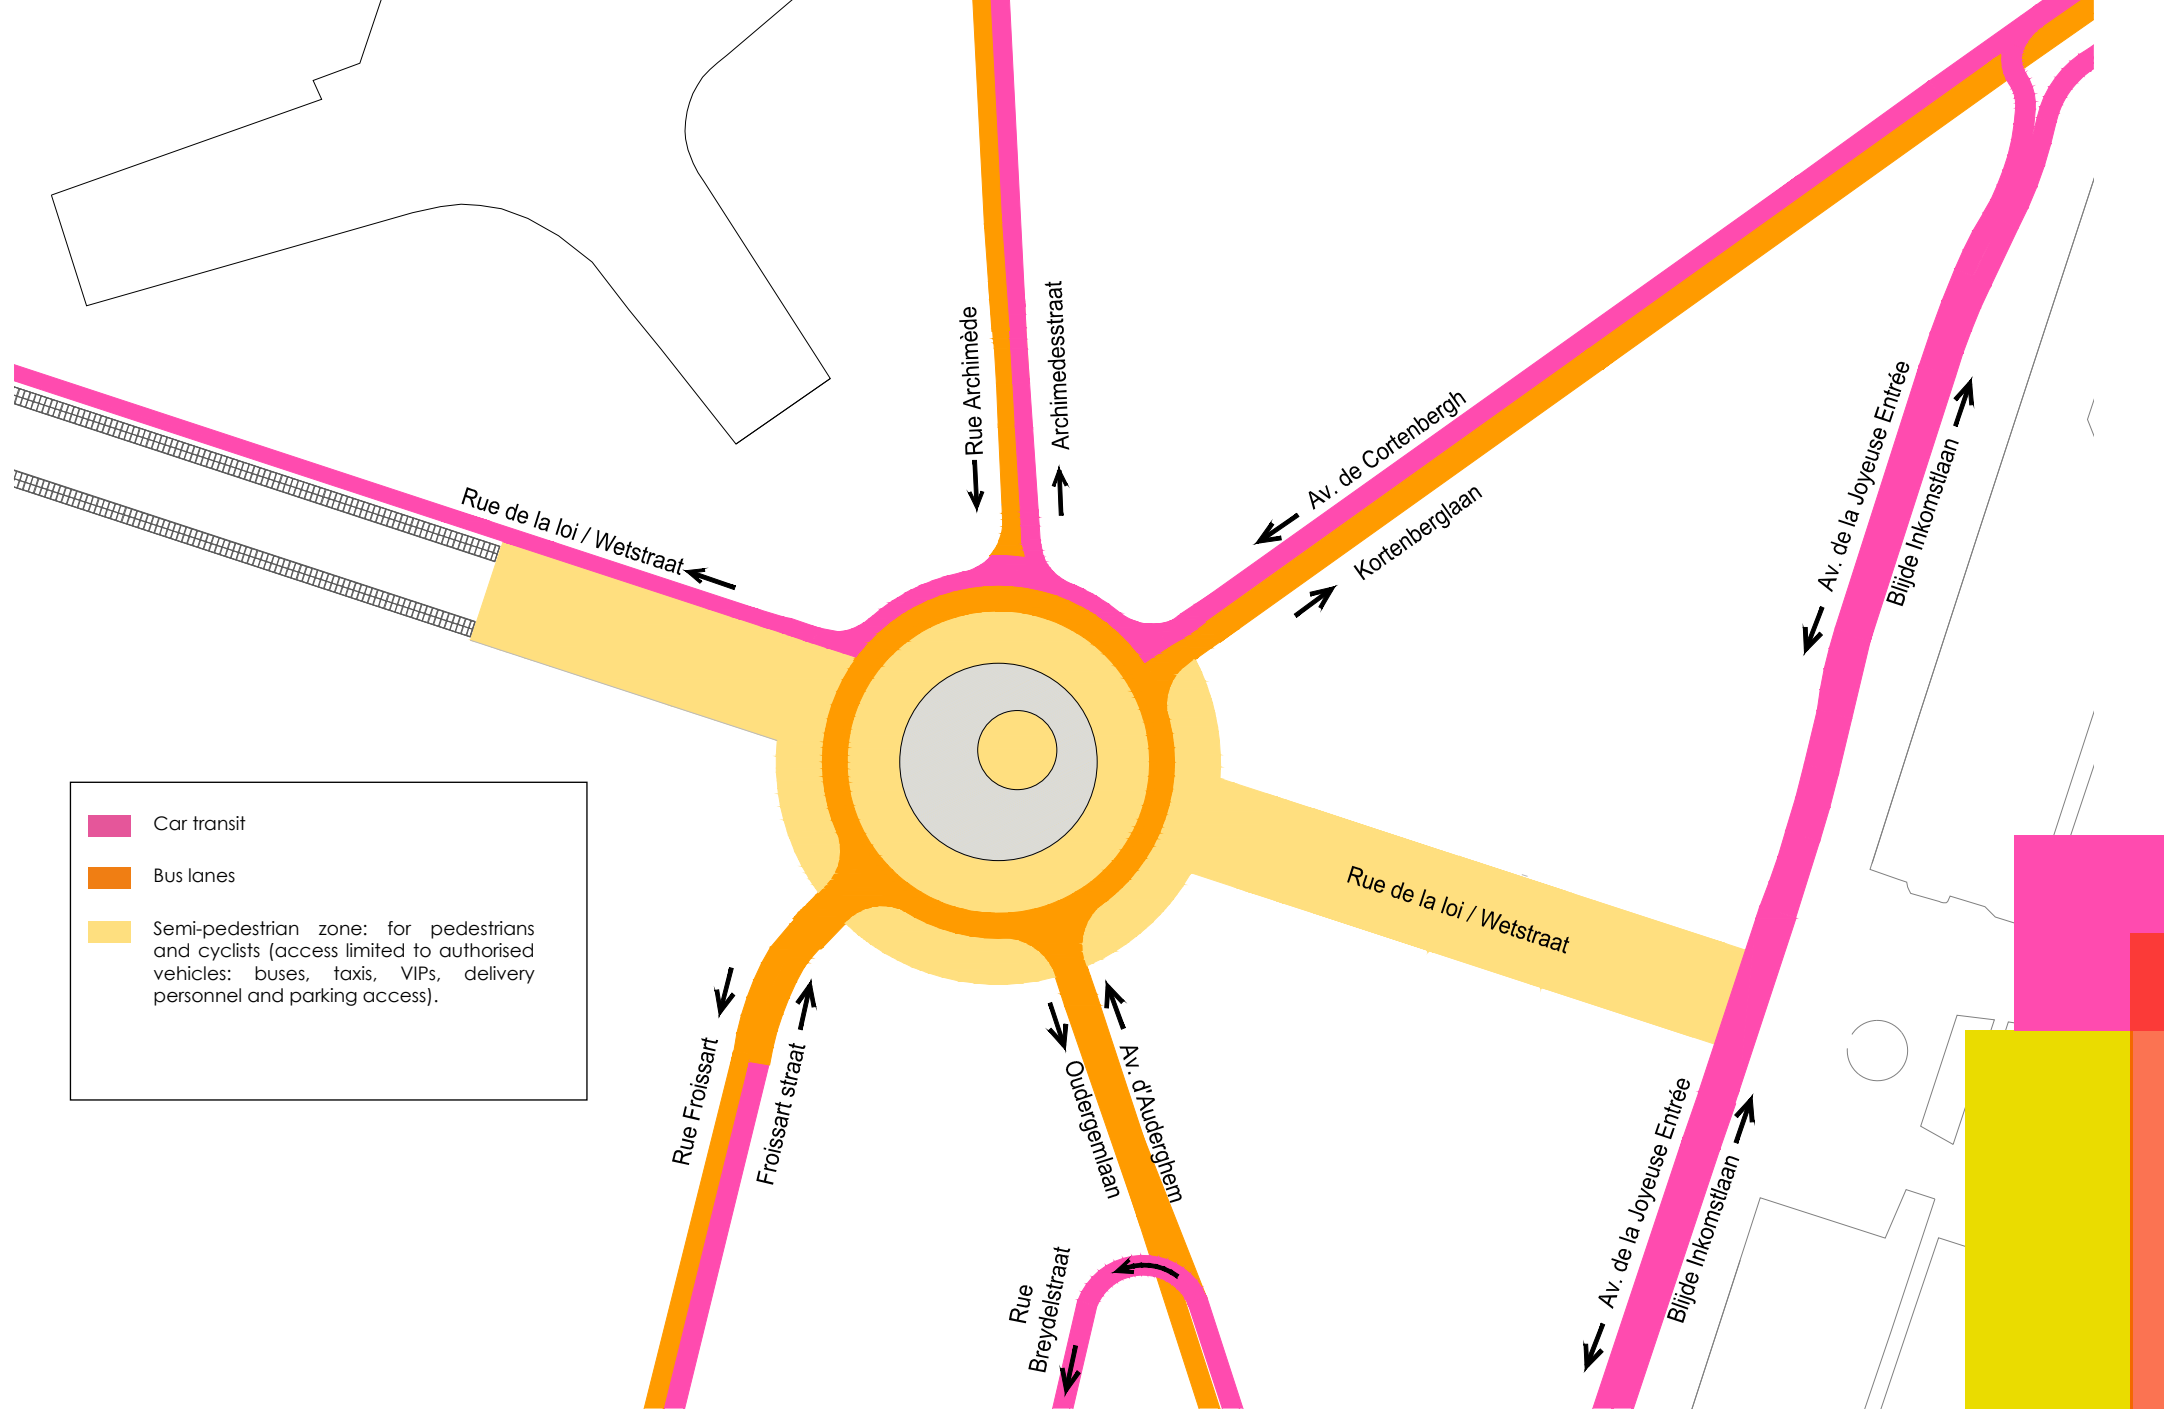 Rue Archimède
Archimedesstraat
Av. de Cortenbergh
Kortenberglaan
Av. de la Joyeuse Entrée
Blijde Inkomstlaan
Rue de la loi / Wetstraat
Rue de la loi / Wetstraat
Car transit
Bus lanes
Semi-pedestrian zone: for pedestrians
and cyclists (access limited to authorised
vehicles: buses, taxis, VIPs, delivery
personnel and parking access).
Rue Froissart
Froissart straat
Oudergemlaan
Av. d'Auderghem
Rue
Breydelstraat
Av. de la Joyeuse Entrée
Blijde Inkomstlaan